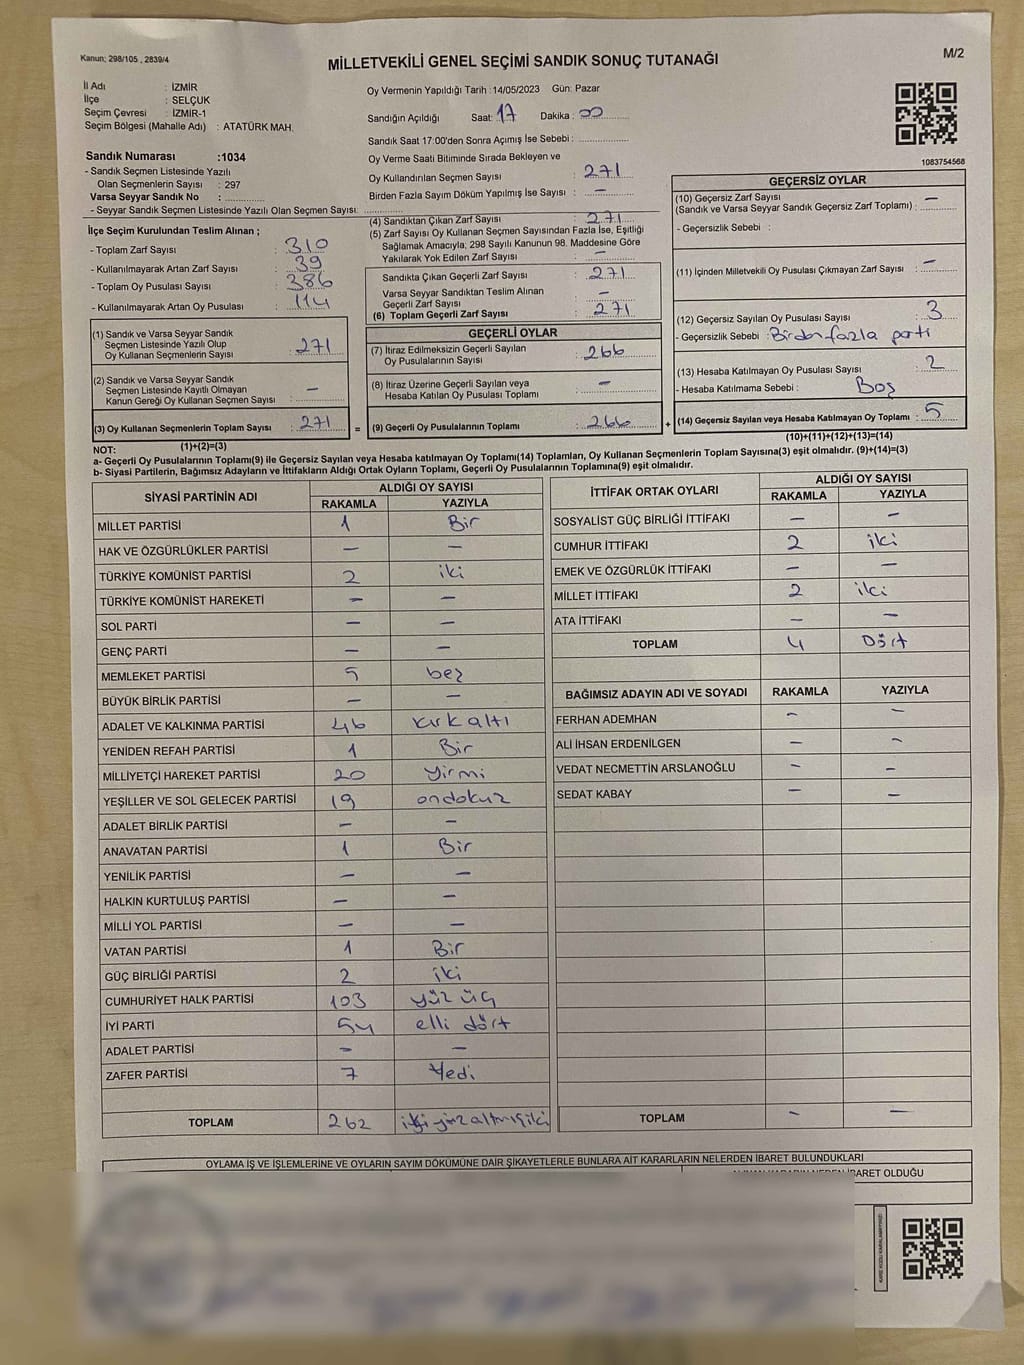 Kanun: 298/105 , 2839/4
MİLLETVEKİLİ GENEL SEÇİMİ SANDIK SONUÇ TUTANAĞI
M/2
İl Adı : İZMİR
İlçe : SELÇUK
Seçim Çevresi : İZMİR-1
Seçim Bölgesi (Mahalle Adı) : ATATÜRK MAH.
Sandık Numarası :1034
- Sandık Seçmen Listesinde Yazılı
Olan Seçmenlerin Sayısı : 297
Varsa Seyyar Sandık No :
- Seyyar Sandık Seçmen Listesinde Yazılı Olan Seçmen Sayısı:
Oy Vermenin Yapıldığı Tarih :14/05/2023 Gün: Pazar
Sandığın Açıldığı Saat: 17 Dakika : 00
Sandık Saat 17:00'den Sonra Açımış İse Sebebi :
Oy Verme Saati Bitiminde Sırada Bekleyen ve
Oy Kullandırılan Seçmen Sayısı : 271
Birden Fazla Sayım Döküm Yapılmış İse Sayısı : —
1083754568
İlçe Seçim Kurulundan Teslim Alınan ;
- Toplam Zarf Sayısı : 310
- Kullanılmayarak Artan Zarf Sayısı : 39
- Toplam Oy Pusulası Sayısı : 386
- Kullanılmayarak Artan Oy Pusulası : 114
(1) Sandık ve Varsa Seyyar Sandık
Seçmen Listesinde Yazılı Olup
Oy Kullanan Seçmenlerin Sayısı : 271
(2) Sandık ve Varsa Seyyar Sandık
Seçmen Listesinde Kayıtlı Olmayan
Kanun Gereği Oy Kullanan Seçmen Sayısı : —
(3) Oy Kullanan Seçmenlerin Toplam Sayısı : 271
(1)+(2)=(3)
(4) Sandıktan Çıkan Zarf Sayısı : 271
(5) Zarf Sayısı Oy Kullanan Seçmen Sayısından Fazla İse, Eşitliği
Sağlamak Amacıyla; 298 Sayılı Kanunun 98. Maddesine Göre
Yakılarak Yok Edilen Zarf Sayısı : —
Sandıkta Çıkan Geçerli Zarf Sayısı : 271
Varsa Seyyar Sandıktan Teslim Alınan
Geçerli Zarf Sayısı : —
(6) Toplam Geçerli Zarf Sayısı : 271
GEÇERLİ OYLAR
(7) İtiraz Edilmeksizin Geçerli Sayılan
Oy Pusulalarının Sayısı : 266
(8) İtiraz Üzerine Geçerli Sayılan veya
Hesaba Katılan Oy Pusulası Toplamı : —
= (9) Geçerli Oy Pusulalarının Toplamı : 266 +
GEÇERSİZ OYLAR
(10) Geçersiz Zarf Sayısı
(Sandık ve Varsa Seyyar Sandık Geçersiz Zarf Toplamı) : —
- Geçersizlik Sebebi :
(11) İçinden Milletvekili Oy Pusulası Çıkmayan Zarf Sayısı : —
(12) Geçersiz Sayılan Oy Pusulası Sayısı : 3
- Geçersizlik Sebebi : Birden fazla parti
(13) Hesaba Katılmayan Oy Pusulası Sayısı : 2
- Hesaba Katılmama Sebebi : Boş
(14) Geçersiz Sayılan veya Hesaba Katılmayan Oy Toplamı : 5
(10)+(11)+(12)+(13)=(14)
NOT:
a- Geçerli Oy Pusulalarının Toplamı(9) ile Geçersiz Sayılan veya Hesaba katılmayan Oy Toplamı(14) Toplamları, Oy Kullanan Seçmenlerin Toplam Sayısına(3) eşit olmalıdır. (9)+(14)=(3)
b- Siyasi Partilerin, Bağımsız Adayların ve İttifakların Aldığı Ortak Oyların Toplamı, Geçerli Oy Pusulalarının Toplamına(9) eşit olmalıdır.
SİYASİ PARTİNİN ADI ALDIĞI OY SAYISI
RAKAMLA YAZIYLA
MİLLET PARTİSİ 1 Bir
HAK VE ÖZGÜRLÜKLER PARTİSİ — —
TÜRKİYE KOMÜNİST PARTİSİ 2 iki
TÜRKİYE KOMÜNİST HAREKETİ — —
SOL PARTİ — —
GENÇ PARTİ — —
MEMLEKET PARTİSİ 5 beş
BÜYÜK BİRLİK PARTİSİ — —
ADALET VE KALKINMA PARTİSİ 46 kırkaltı
YENİDEN REFAH PARTİSİ 1 Bir
MİLLİYETÇİ HAREKET PARTİSİ 20 yirmi
YEŞİLLER VE SOL GELECEK PARTİSİ 19 ondokuz
ADALET BİRLİK PARTİSİ — —
ANAVATAN PARTİSİ 1 Bir
YENİLİK PARTİSİ — —
HALKIN KURTULUŞ PARTİSİ — —
MİLLİ YOL PARTİSİ — —
VATAN PARTİSİ 1 Bir
GÜÇ BİRLİĞİ PARTİSİ 2 iki
CUMHURİYET HALK PARTİSİ 103 yüz üç
İYİ PARTİ 54 elli dört
ADALET PARTİSİ — —
ZAFER PARTİSİ 7 Yedi
TOPLAM 262 ikiyüzaltmışiki
İTTİFAK ORTAK OYLARI ALDIĞI OY SAYISI
RAKAMLA YAZIYLA
SOSYALİST GÜÇ BİRLİĞİ İTTİFAKI — —
CUMHUR İTTİFAKI 2 iki
EMEK VE ÖZGÜRLÜK İTTİFAKI — —
MİLLET İTTİFAKI 2 iki
ATA İTTİFAKI — —
TOPLAM 4 Dört
BAĞIMSIZ ADAYIN ADI VE SOYADI RAKAMLA YAZIYLA
FERHAN ADEMHAN — —
ALİ İHSAN ERDENİLGEN — —
VEDAT NECMETTİN ARSLANOĞLU — —
SEDAT KABAY — —
TOPLAM — —
OYLAMA İŞ VE İŞLEMLERİNE VE OYLARIN SAYIM DÖKÜMÜNE DAİR ŞİKAYETLERLE BUNLARA AİT KARARLARIN NELERDEN İBARET BULUNDUKLARI
İBARET OLDUĞU
KARE KODU KARALAMAYINIZ!